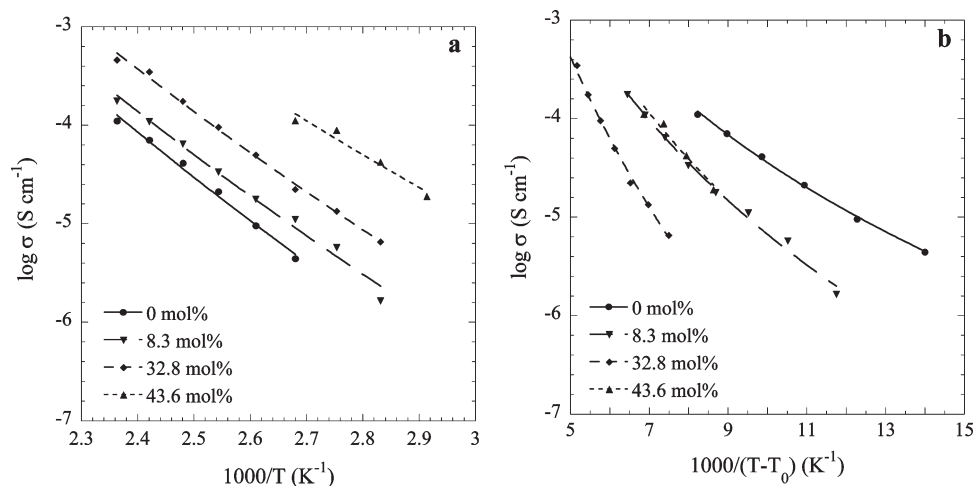 a
-3
-4
-5
-6
-7
log σ (S cm⁻¹)
0 mol%
8.3 mol%
32.8 mol%
43.6 mol%
2.3 2.4 2.5 2.6 2.7 2.8 2.9 3
1000/T (K⁻¹)
b
-3
-4
-5
-6
-7
log σ (S cm⁻¹)
0 mol%
8.3 mol%
32.8 mol%
43.6 mol%
5 7 9 11 13 15
1000/(T-T₀) (K⁻¹)